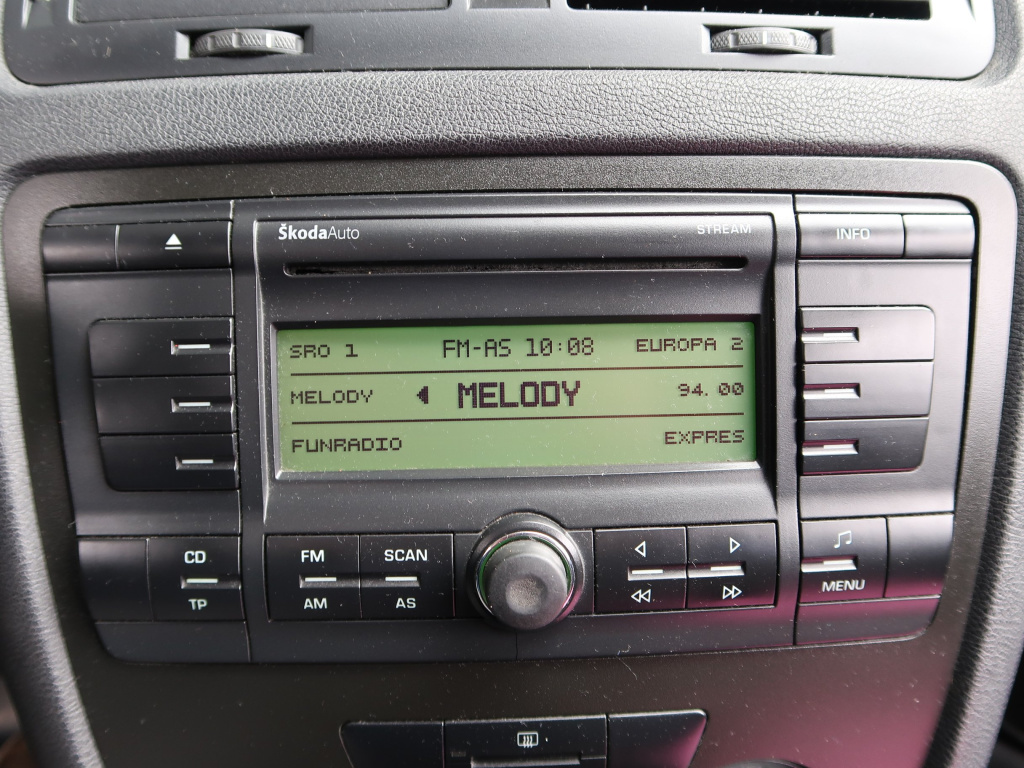 ŠkodaAuto STREAM INFO
SRO 1 FM-AS 10:08 EUROPA 2
MELODY MELODY 94.00
FUNRADIO EXPRES
CD FM SCAN
TP AM AS MENU